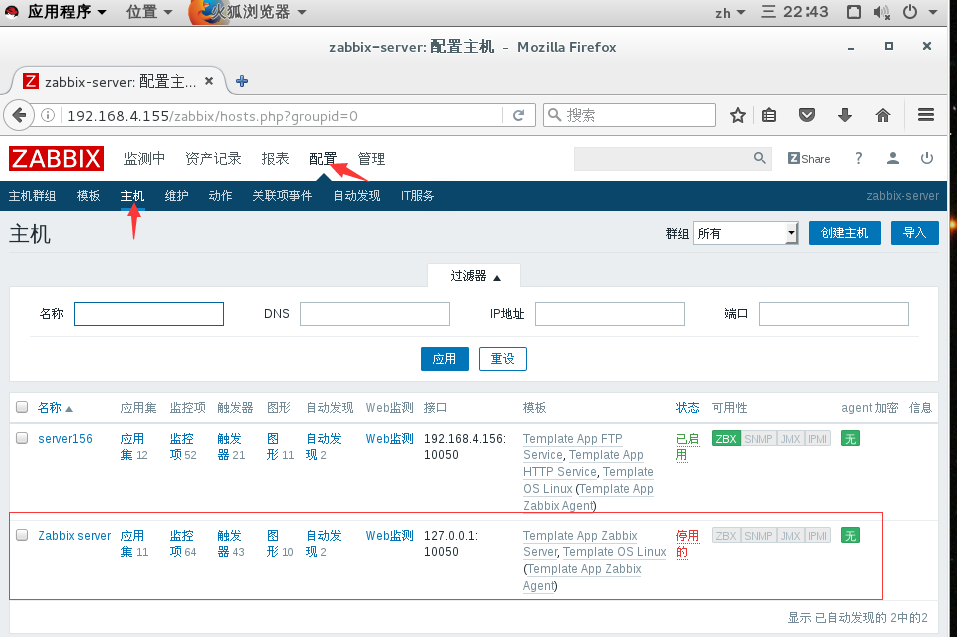 应用程序 位置 火狐浏览器 zh 三 22:43
zabbix-server: 配置主机 - Mozilla Firefox
Z zabbix-server: 配置主...
192.168.4.155/zabbix/hosts.php?groupid=0 搜索
ZABBIX 监测中 资产记录 报表 配置 管理 Z Share ?
主机群组 模板 主机 维护 动作 关联项事件 自动发现 IT服务 zabbix-server
主机 群组 所有 创建主机 导入
过滤器
名称 DNS IP地址 端口
应用 重设
名称 应用集 监控项 触发器 图形 自动发现 Web监测 接口 模板 状态 可用性 agent 加密 信息
server156 应用 监控 触发 图 自动发 Web监测 192.168.4.156: Template App FTP 已启 ZBX SNMP JMX IPMI 无
集 12 项 52 器 21 形 11 现 2 10050 Service, Template App 用
HTTP Service, Template
OS Linux (Template App
Zabbix Agent)
Zabbix server 应用 监控 触发 图 自动发 Web监测 127.0.0.1: Template App Zabbix 停用 ZBX SNMP JMX IPMI 无
集 11 项 64 器 43 形 10 现 2 10050 Server, Template OS Linux 的
(Template App Zabbix
Agent)
显示 已自动发现的 2中的2